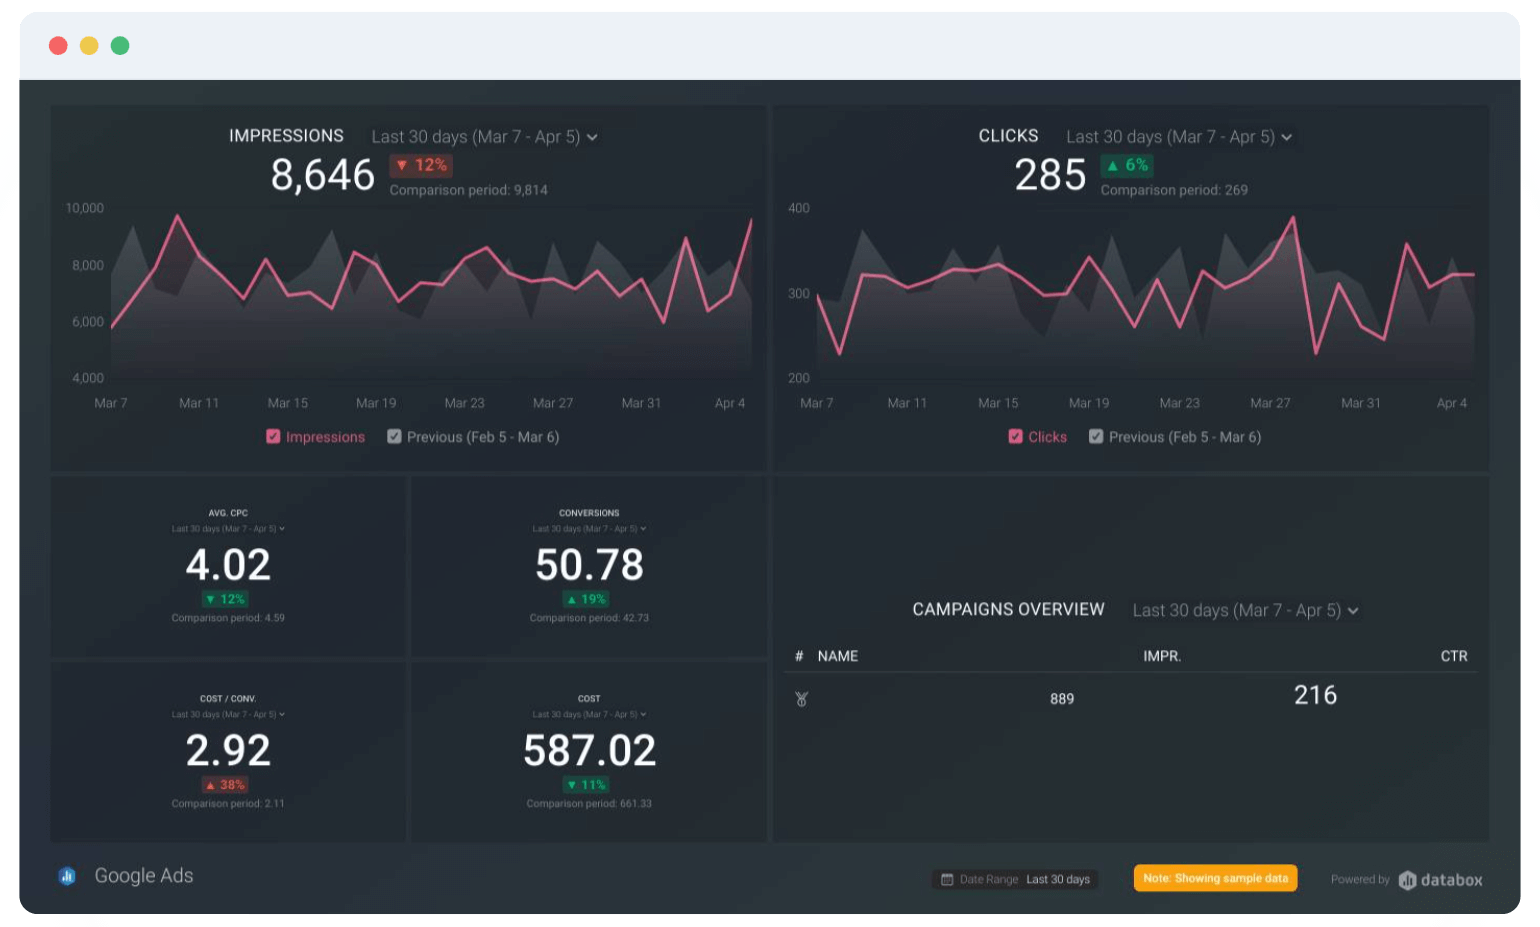 IMPRESSIONS Last 30 days (Mar 7 - Apr 5)
8,646 ▼ 12%
Comparison period: 9,814
10,000
8,000
6,000
4,000
Mar 7 Mar 11 Mar 15 Mar 19 Mar 23 Mar 27 Mar 31 Apr 4
Impressions Previous (Feb 5 - Mar 6)
CLICKS Last 30 days (Mar 7 - Apr 5)
285 ▲ 6%
Comparison period: 269
400
300
200
Mar 7 Mar 11 Mar 15 Mar 19 Mar 23 Mar 27 Mar 31 Apr 4
Clicks Previous (Feb 5 - Mar 6)
AVG. CPC
Last 30 days (Mar 7 - Apr 5)
4.02
▼ 12%
Comparison period: 4.59
CONVERSIONS
Last 30 days (Mar 7 - Apr 5)
50.78
▲ 19%
Comparison period: 42.73
COST / CONV.
Last 30 days (Mar 7 - Apr 5)
2.92
▲ 38%
Comparison period: 2.11
COST
Last 30 days (Mar 7 - Apr 5)
587.02
▼ 11%
Comparison period: 661.33
CAMPAIGNS OVERVIEW Last 30 days (Mar 7 - Apr 5)
# NAME IMPR. CTR
889 216
Google Ads
Date Range Last 30 days
Note: Showing sample data
Powered by databox